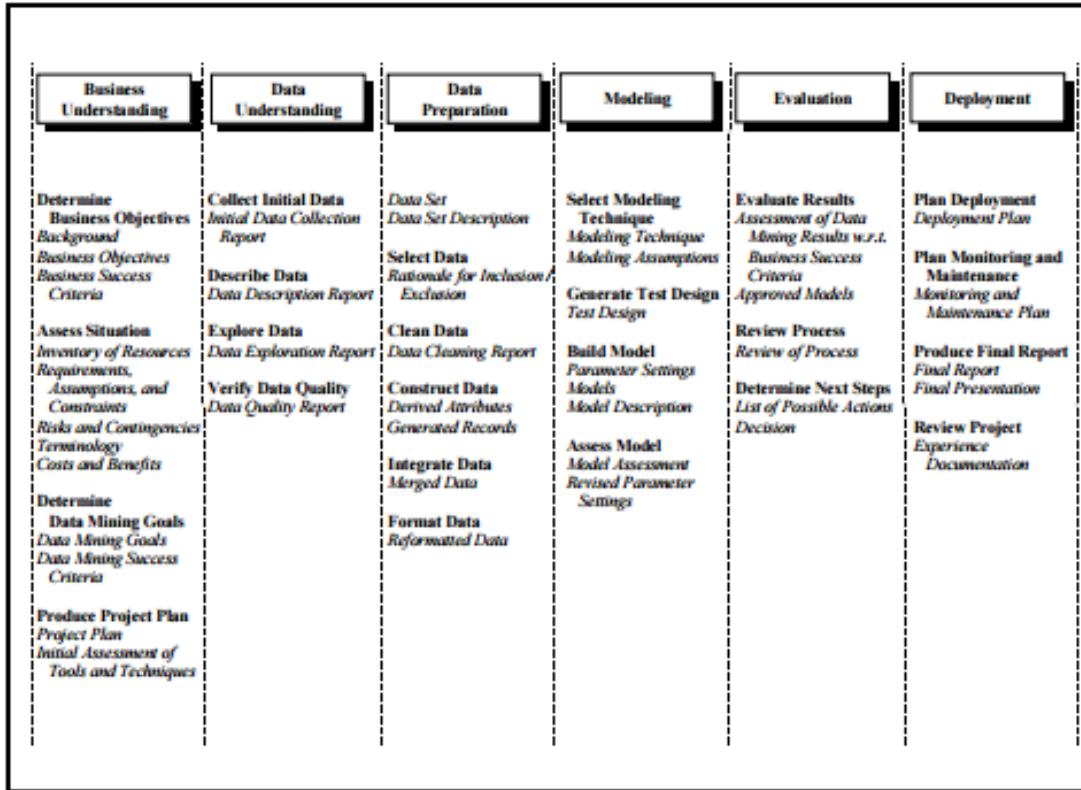 Business
Understanding
Determine
Business Objectives
Background
Business Objectives
Business Success
Criteria
Assess Situation
Inventory of Resources
Requirements,
Assumptions, and
Constraints
Risks and Contingencies
Terminology
Costs and Benefits
Determine
Data Mining Goals
Data Mining Goals
Data Mining Success
Criteria
Produce Project Plan
Project Plan
Initial Assessment of
Tools and Techniques
Data
Understanding
Collect Initial Data
Initial Data Collection
Report
Describe Data
Data Description Report
Explore Data
Data Exploration Report
Verify Data Quality
Data Quality Report
Data
Preparation
Data Set
Data Set Description
Select Data
Rationale for Inclusion /
Exclusion
Clean Data
Data Cleaning Report
Construct Data
Derived Attributes
Generated Records
Integrate Data
Merged Data
Format Data
Reformatted Data
Modeling
Select Modeling
Technique
Modeling Technique
Modeling Assumptions
Generate Test Design
Test Design
Build Model
Parameter Settings
Models
Model Description
Assess Model
Model Assessment
Revised Parameter
Settings
Evaluation
Evaluate Results
Assessment of Data
Mining Results w.r.t.
Business Success
Criteria
Approved Models
Review Process
Review of Process
Determine Next Steps
List of Possible Actions
Decision
Deployment
Plan Deployment
Deployment Plan
Plan Monitoring and
Maintenance
Monitoring and
Maintenance Plan
Produce Final Report
Final Report
Final Presentation
Review Project
Experience
Documentation